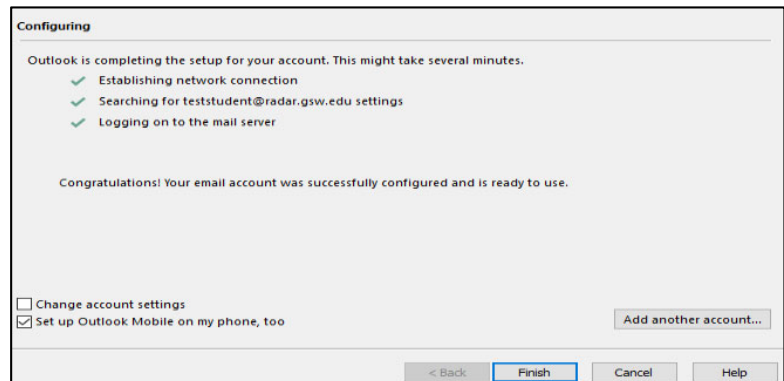 Configuring
Outlook is completing the setup for your account. This might take several minutes.
Establishing network connection
Searching for teststudent@radar.gsw.edu settings
Logging on to the mail server
Congratulations! Your email account was successfully configured and is ready to use.
Change account settings
Set up Outlook Mobile on my phone, too
Add another account...
< Back Finish Cancel Help